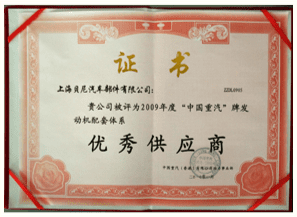 证书
上海贝尼汽车部件有限公司:
贵公司被评为2009年度“中国重汽”牌发
动机配套体系
优秀供应商